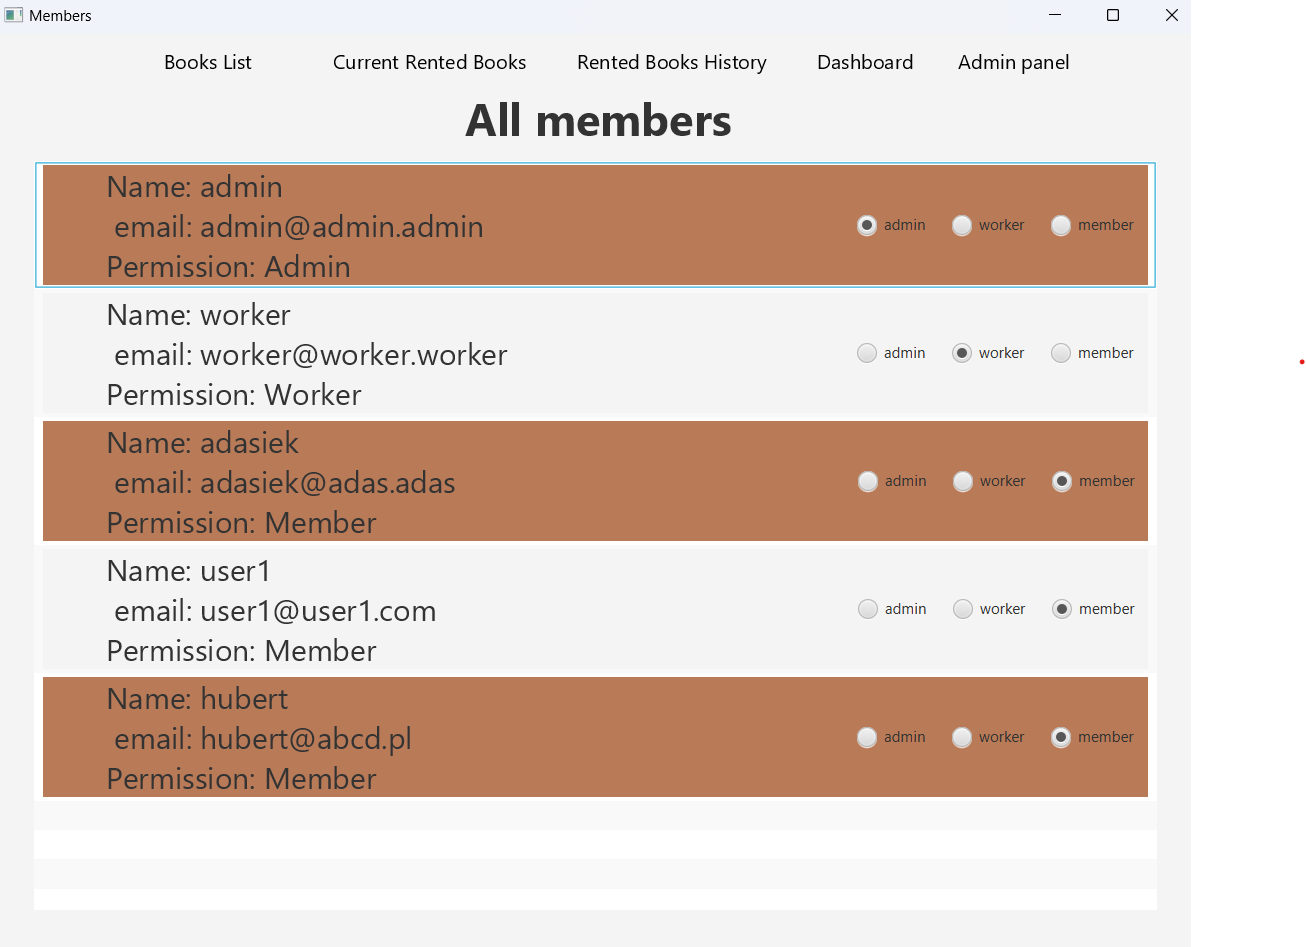 Members
Books List Current Rented Books Rented Books History Dashboard Admin panel
All members
Name: admin
email: admin@admin.admin
Permission: Admin
admin worker member
Name: worker
email: worker@worker.worker
Permission: Worker
admin worker member
Name: adasiek
email: adasiek@adas.adas
Permission: Member
admin worker member
Name: user1
email: user1@user1.com
Permission: Member
admin worker member
Name: hubert
email: hubert@abcd.pl
Permission: Member
admin worker member